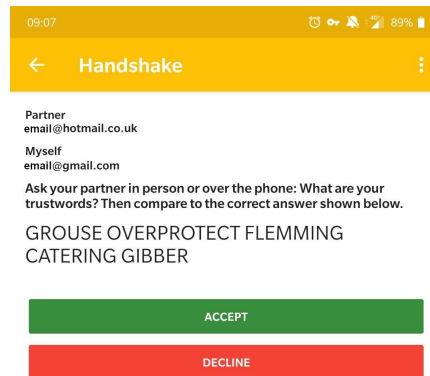 09:07 4G 89%
Handshake
Partner
email@hotmail.co.uk
Myself
email@gmail.com
Ask your partner in person or over the phone: What are your
trustwords? Then compare to the correct answer shown below.
GROUSE OVERPROTECT FLEMMING
CATERING GIBBER
ACCEPT
DECLINE